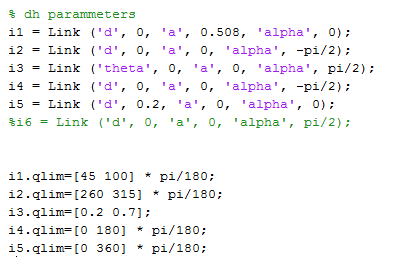 % dh parammeters
i1 = Link ('d', 0, 'a', 0.508, 'alpha', 0);
i2 = Link ('d', 0, 'a', 0, 'alpha', -pi/2);
i3 = Link ('theta', 0, 'a', 0, 'alpha', pi/2);
i4 = Link ('d', 0, 'a', 0, 'alpha', -pi/2);
i5 = Link ('d', 0.2, 'a', 0, 'alpha', 0);
%i6 = Link ('d', 0, 'a', 0, 'alpha', pi/2);
i1.qlim=[45 100] * pi/180;
i2.qlim=[260 315] * pi/180;
i3.qlim=[0.2 0.7];
i4.qlim=[0 180] * pi/180;
i5.qlim=[0 360] * pi/180;